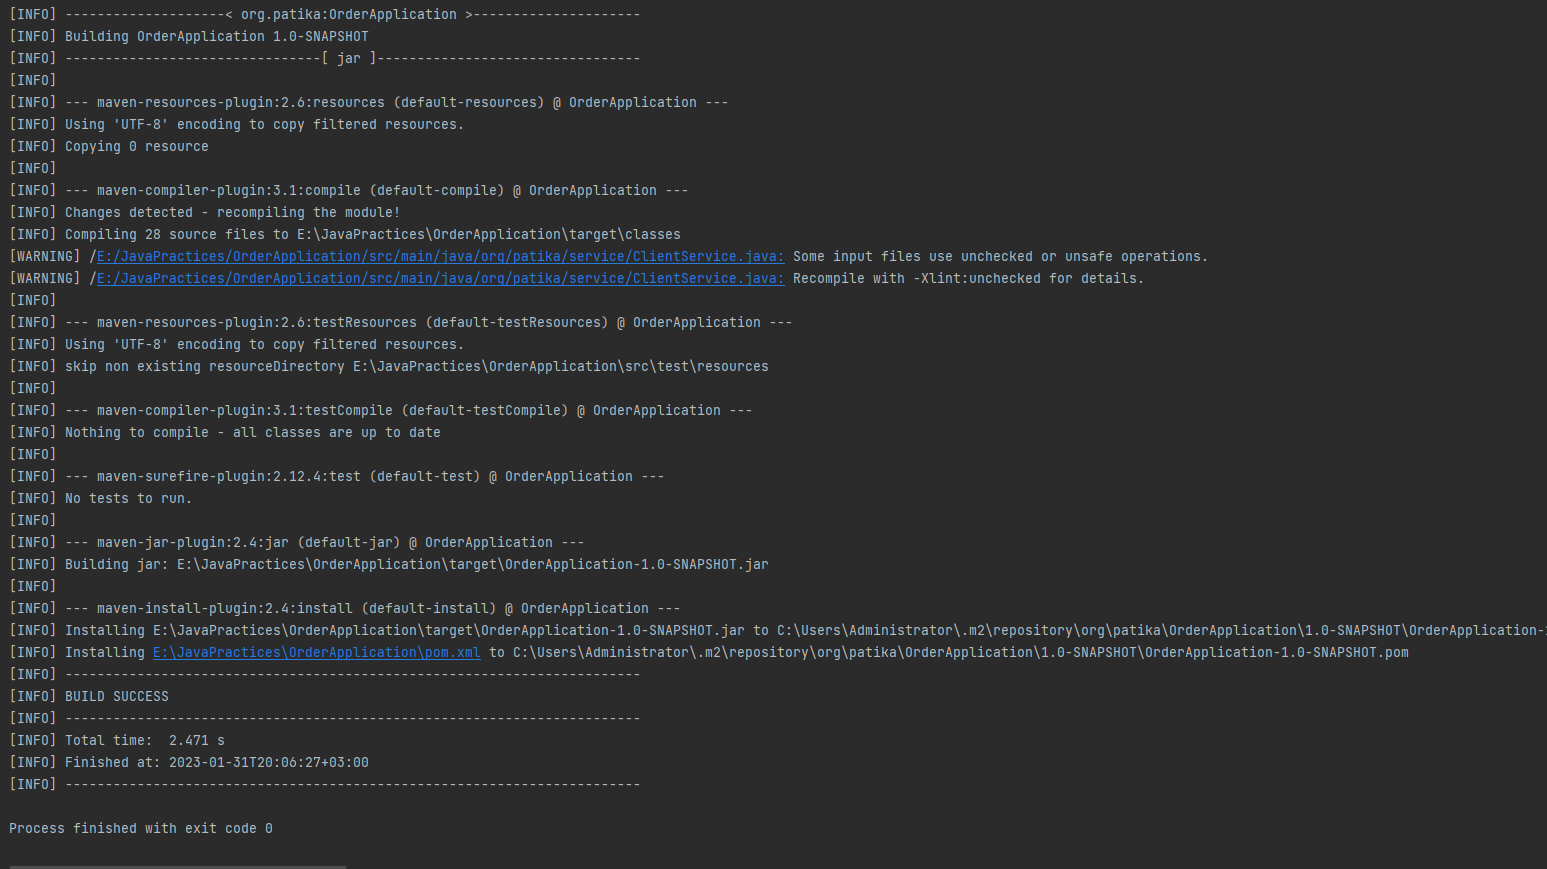 [INFO] --------------------< org.patika:OrderApplication >---------------------
[INFO] Building OrderApplication 1.0-SNAPSHOT
[INFO] --------------------------------[ jar ]---------------------------------
[INFO]
[INFO] --- maven-resources-plugin:2.6:resources (default-resources) @ OrderApplication ---
[INFO] Using 'UTF-8' encoding to copy filtered resources.
[INFO] Copying 0 resource
[INFO]
[INFO] --- maven-compiler-plugin:3.1:compile (default-compile) @ OrderApplication ---
[INFO] Changes detected - recompiling the module!
[INFO] Compiling 28 source files to E:\JavaPractices\OrderApplication\target\classes
[WARNING] /E:/JavaPractices/OrderApplication/src/main/java/org/patika/service/ClientService.java: Some input files use unchecked or unsafe operations.
[WARNING] /E:/JavaPractices/OrderApplication/src/main/java/org/patika/service/ClientService.java: Recompile with -Xlint:unchecked for details.
[INFO]
[INFO] --- maven-resources-plugin:2.6:testResources (default-testResources) @ OrderApplication ---
[INFO] Using 'UTF-8' encoding to copy filtered resources.
[INFO] skip non existing resourceDirectory E:\JavaPractices\OrderApplication\src\test\resources
[INFO]
[INFO] --- maven-compiler-plugin:3.1:testCompile (default-testCompile) @ OrderApplication ---
[INFO] Nothing to compile - all classes are up to date
[INFO]
[INFO] --- maven-surefire-plugin:2.12.4:test (default-test) @ OrderApplication ---
[INFO] No tests to run.
[INFO]
[INFO] --- maven-jar-plugin:2.4:jar (default-jar) @ OrderApplication ---
[INFO] Building jar: E:\JavaPractices\OrderApplication\target\OrderApplication-1.0-SNAPSHOT.jar
[INFO]
[INFO] --- maven-install-plugin:2.4:install (default-install) @ OrderApplication ---
[INFO] Installing E:\JavaPractices\OrderApplication\target\OrderApplication-1.0-SNAPSHOT.jar to C:\Users\Administrator\.m2\repository\org\patika\OrderApplication\1.0-SNAPSHOT\OrderApplication-
[INFO] Installing E:\JavaPractices\OrderApplication\pom.xml to C:\Users\Administrator\.m2\repository\org\patika\OrderApplication\1.0-SNAPSHOT\OrderApplication-1.0-SNAPSHOT.pom
[INFO] ------------------------------------------------------------------------
[INFO] BUILD SUCCESS
[INFO] ------------------------------------------------------------------------
[INFO] Total time:  2.471 s
[INFO] Finished at: 2023-01-31T20:06:27+03:00
[INFO] ------------------------------------------------------------------------
Process finished with exit code 0